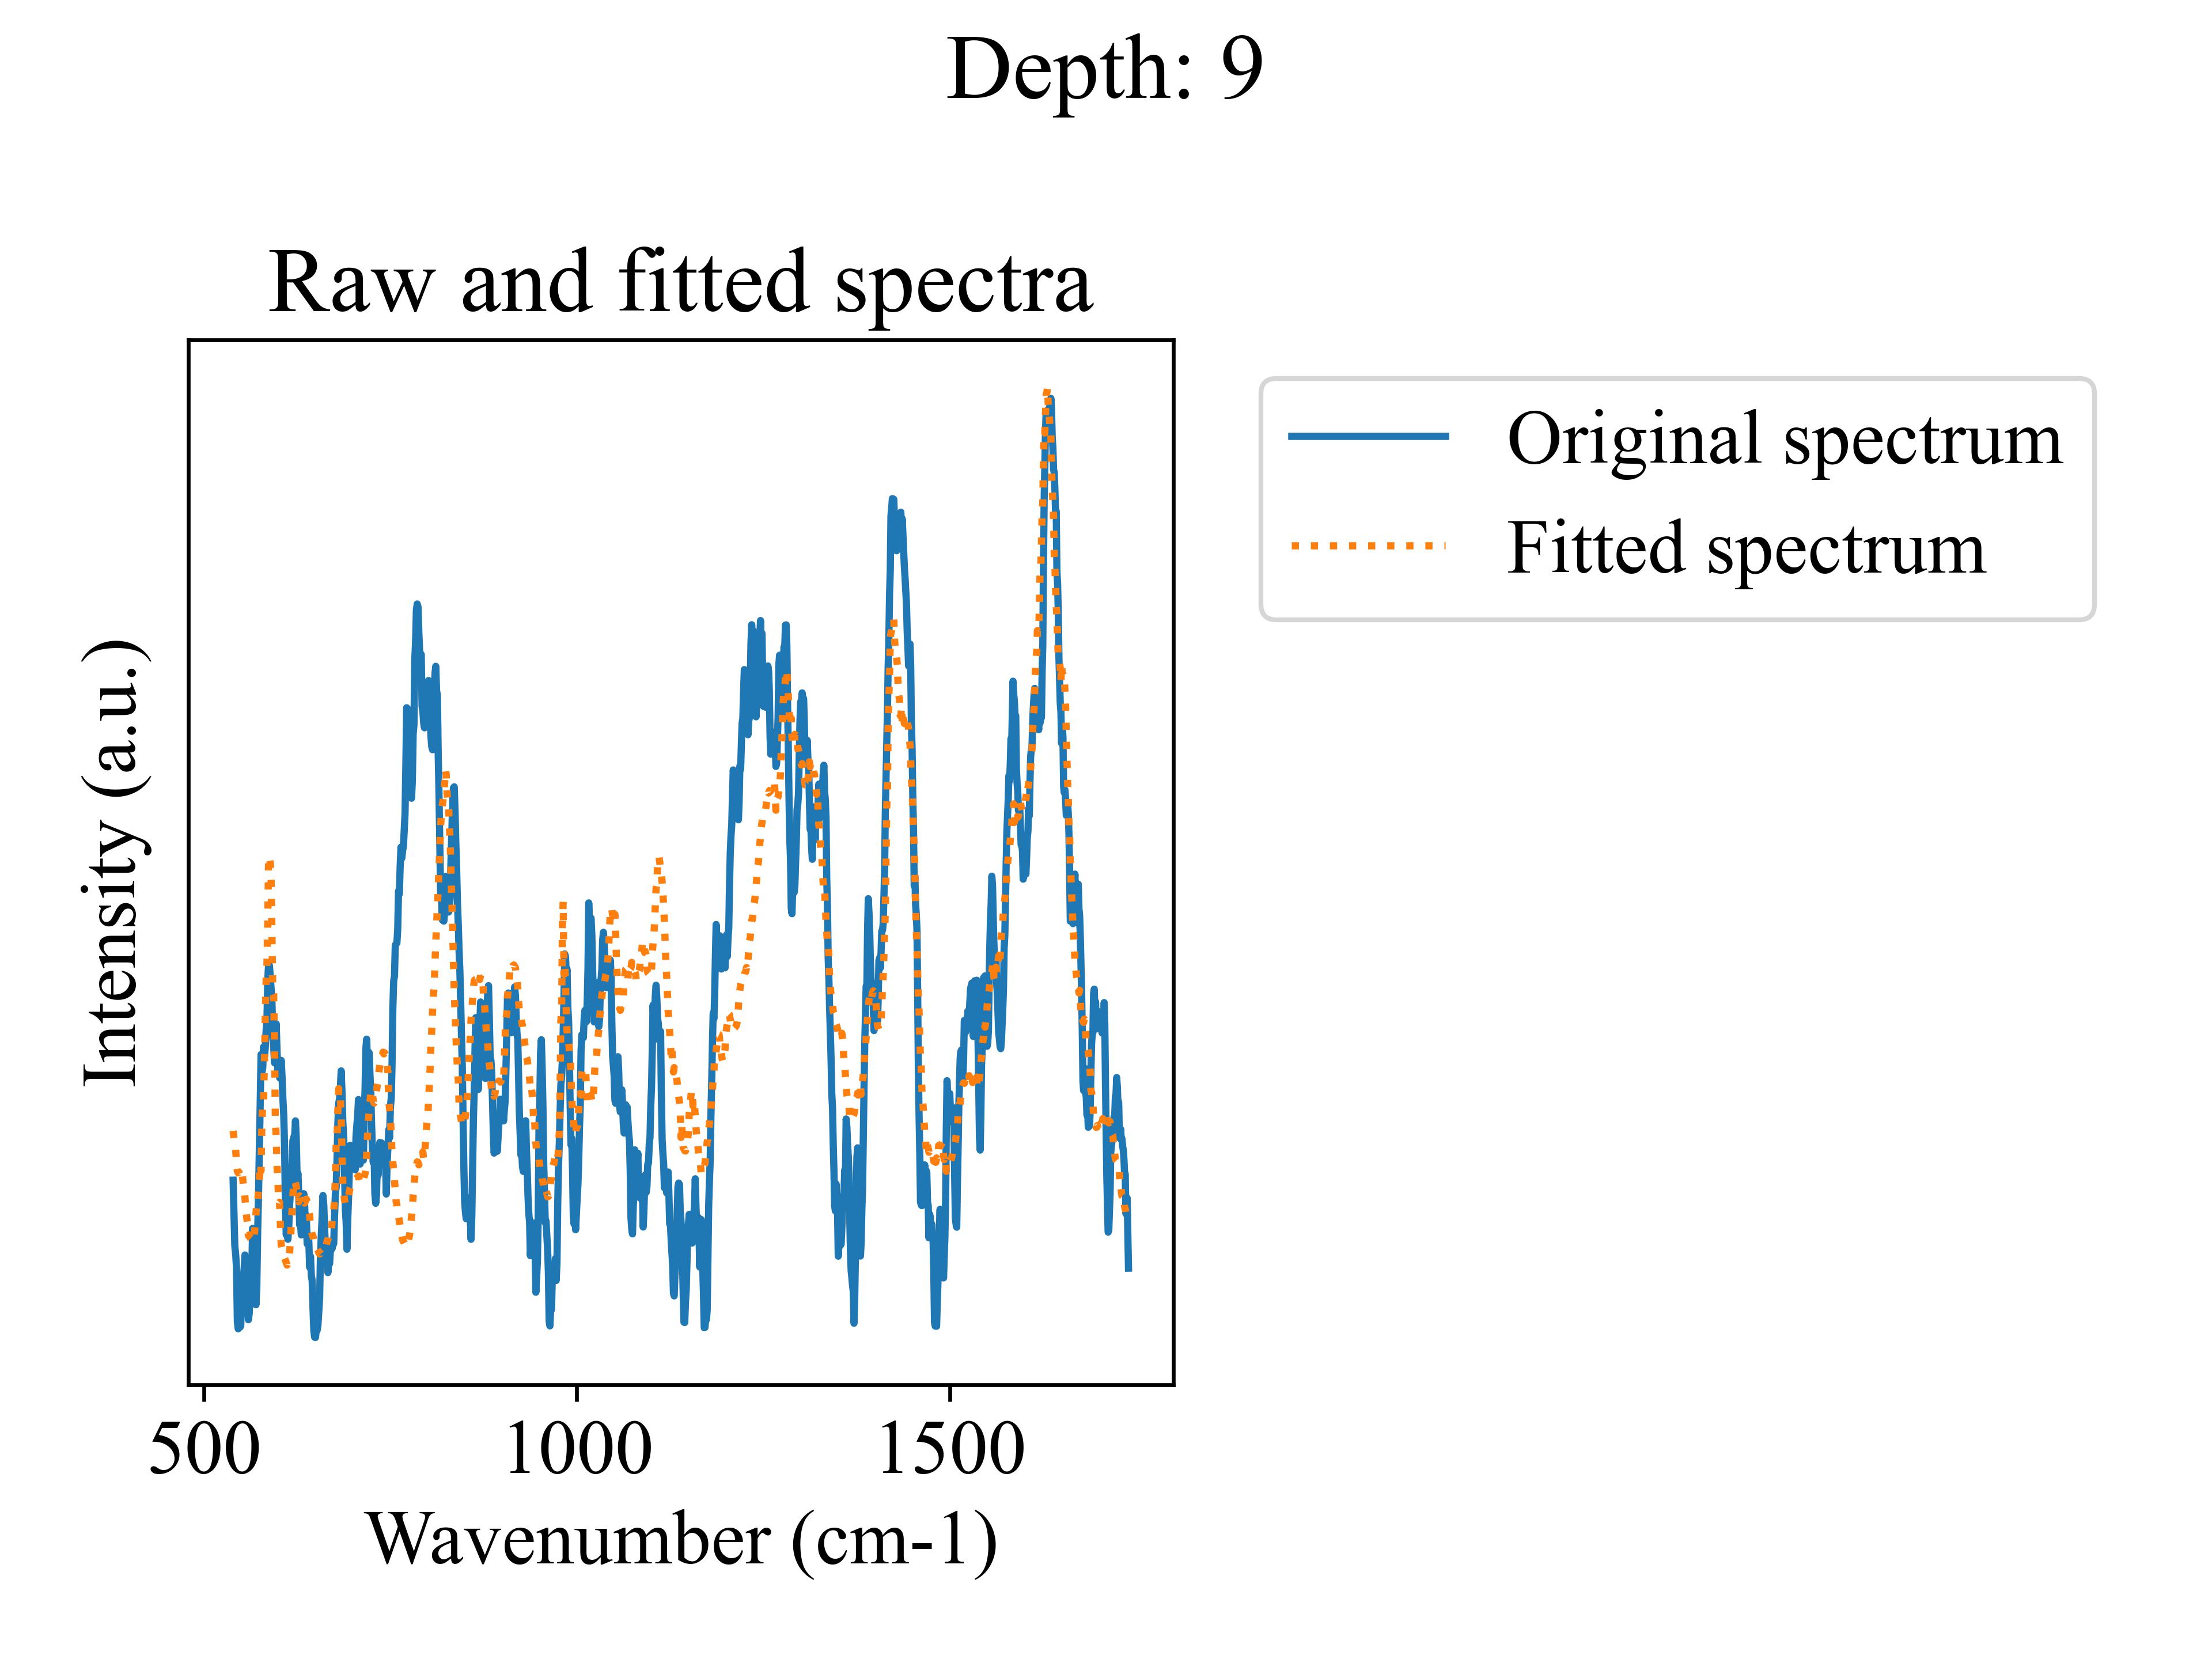 Depth: 9
Raw and fitted spectra
Original spectrum
Fitted spectrum
Intensity (a.u.)
500 1000 1500
Wavenumber (cm-1)